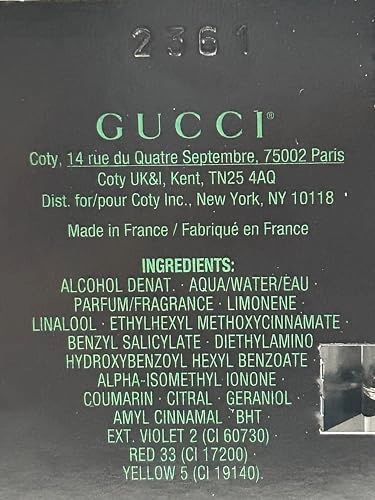 2361
GUCCI®
Coty, 14 rue du Quatre Septembre, 75002 Paris
Coty UK&I, Kent, TN25 4AQ
Dist. for/pour Coty Inc., New York, NY 10118
Made in France / Fabriqué en France
INGREDIENTS:
ALCOHOL DENAT. · AQUA/WATER/EAU ·
PARFUM/FRAGRANCE · LIMONENE ·
LINALOOL · ETHYLHEXYL METHOXYCINNAMATE ·
BENZYL SALICYLATE · DIETHYLAMINO
HYDROXYBENZOYL HEXYL BENZOATE ·
ALPHA-ISOMETHYL IONONE ·
COUMARIN · CITRAL · GERANIOL ·
AMYL CINNAMAL · BHT ·
EXT. VIOLET 2 (CI 60730) ·
RED 33 (CI 17200) ·
YELLOW 5 (CI 19140).